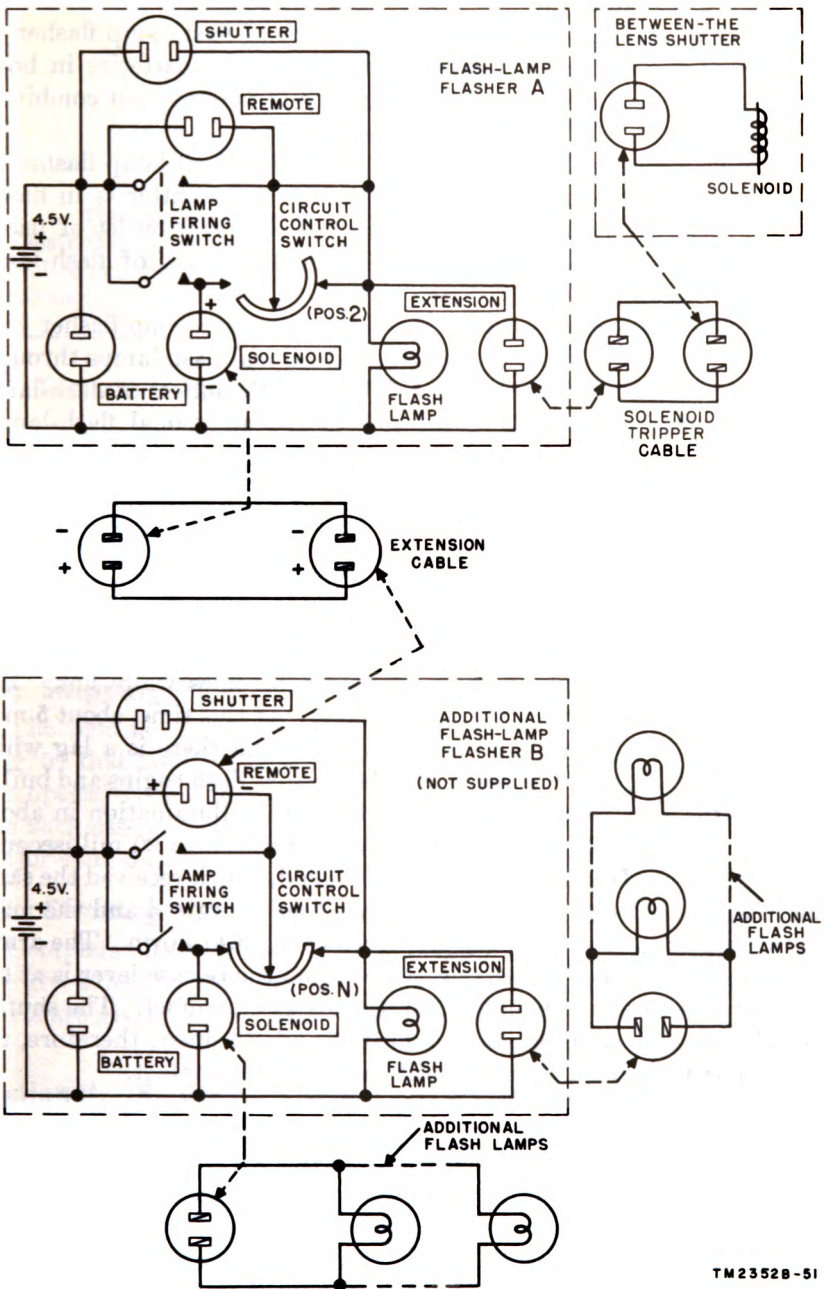 SHUTTER
BETWEEN-THE
LENS SHUTTER
FLASH-LAMP
FLASHER A
REMOTE
SOLENOID
4.5V.
+
-
LAMP
FIRING
SWITCH
CIRCUIT
CONTROL
SWITCH
(POS.2)
EXTENSION
+
SOLENOID
-
BATTERY
FLASH
LAMP
SOLENOID
TRIPPER
CABLE
-
+
-
+
EXTENSION
CABLE
SHUTTER
ADDITIONAL
FLASH-LAMP
FLASHER B
(NOT SUPPLIED)
+
REMOTE
-
4.5V.
+
-
LAMP
FIRING
SWITCH
CIRCUIT
CONTROL
SWITCH
(POS. N)
EXTENSION
ADDITIONAL
FLASH
LAMPS
SOLENOID
BATTERY
FLASH
LAMP
ADDITIONAL
FLASH LAMPS
TM2352B-51